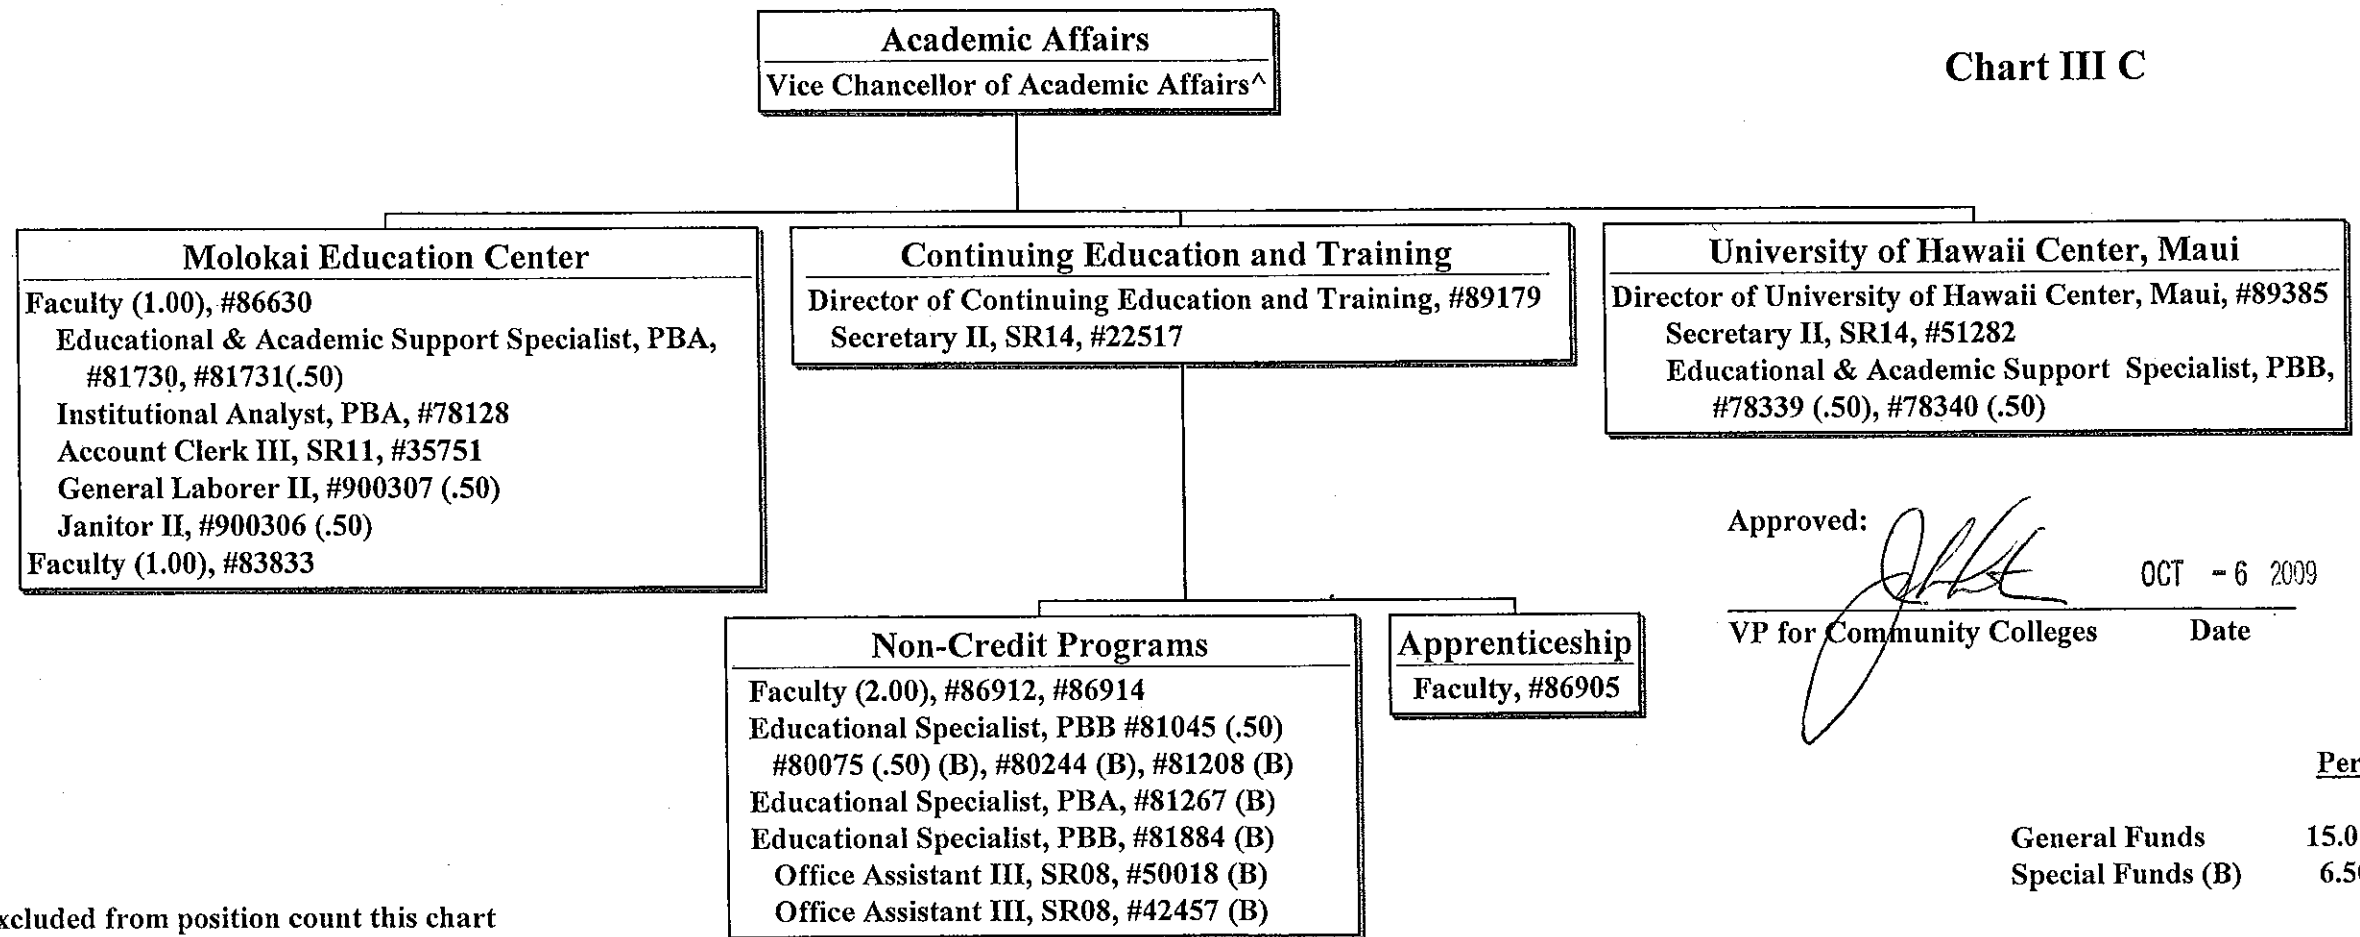 Academic Affairs
Vice Chancellor of Academic Affairs^
Chart III C
Molokai Education Center
Faculty (1.00), #86630
Educational & Academic Support Specialist, PBA,
#81730, #81731(.50)
Institutional Analyst, PBA, #78128
Account Clerk III, SR11, #35751
General Laborer II, #900307 (.50)
Janitor II, #900306 (.50)
Faculty (1.00), #83833
Continuing Education and Training
Director of Continuing Education and Training, #89179
Secretary II, SR14, #22517
University of Hawaii Center, Maui
Director of University of Hawaii Center, Maui, #89385
Secretary II, SR14, #51282
Educational & Academic Support Specialist, PBB,
#78339 (.50), #78340 (.50)
Non-Credit Programs
Faculty (2.00), #86912, #86914
Educational Specialist, PBB #81045 (.50)
#80075 (.50) (B), #80244 (B), #81208 (B)
Educational Specialist, PBA, #81267 (B)
Educational Specialist, PBB, #81884 (B)
Office Assistant III, SR08, #50018 (B)
Office Assistant III, SR08, #42457 (B)
Apprenticeship
Faculty, #86905
Approved:
OCT - 6 2009
VP for Community Colleges Date
Per
General Funds 15.0
Special Funds (B) 6.5
xcluded from position count this chart